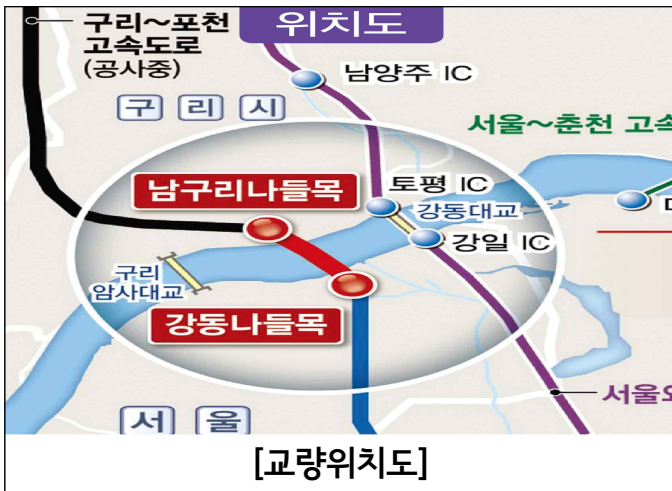 위치도
구리~포천
고속도로
(공사중)
남양주 IC
구리시
서울~춘천 고속
남구리나들목
토평 IC
강동대교
강일 IC
구리
암사대교
강동나들목
서울외
서울
[교량위치도]